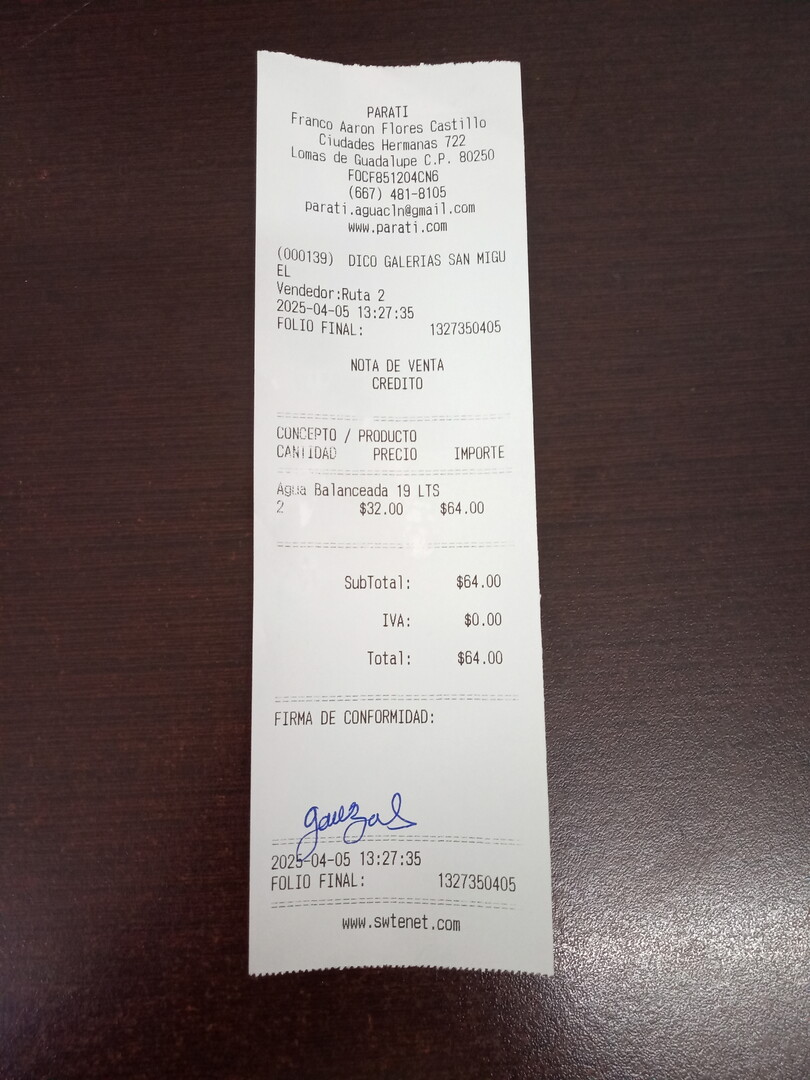 PARATI
Franco Aaron Flores Castillo
Ciudades Hermanas 722
Lomas de Guadalupe C.P. 80250
FOCF851204CN6
(667) 481-8105
parati.aguacln@gmail.com
www.parati.com
(000139) DICO GALERIAS SAN MIGU
EL
Vendedor:Ruta 2
2025-04-05 13:27:35
FOLIO FINAL: 1327350405
NOTA DE VENTA
CREDITO
CONCEPTO / PRODUCTO
CANTIDAD PRECIO IMPORTE
Agua Balanceada 19 LTS
2 $32.00 $64.00
SubTotal: $64.00
IVA: $0.00
Total: $64.00
FIRMA DE CONFORMIDAD:
2025-04-05 13:27:35
FOLIO FINAL: 1327350405
www.swtenet.com